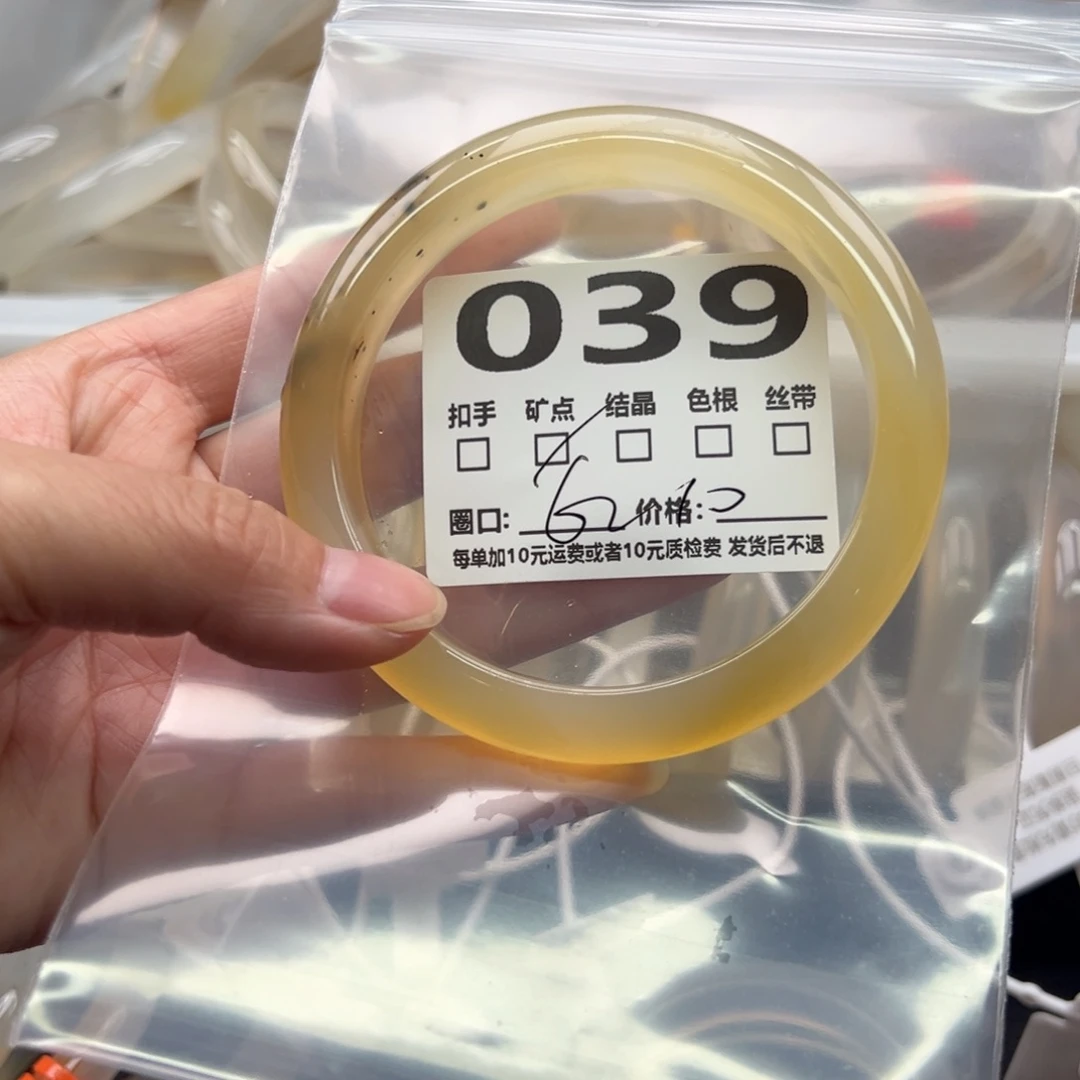 039
扣手 矿点 结晶 色根 丝带
圈口: 62 价格:
每单加10元运费或者10元质检费 发货后不退